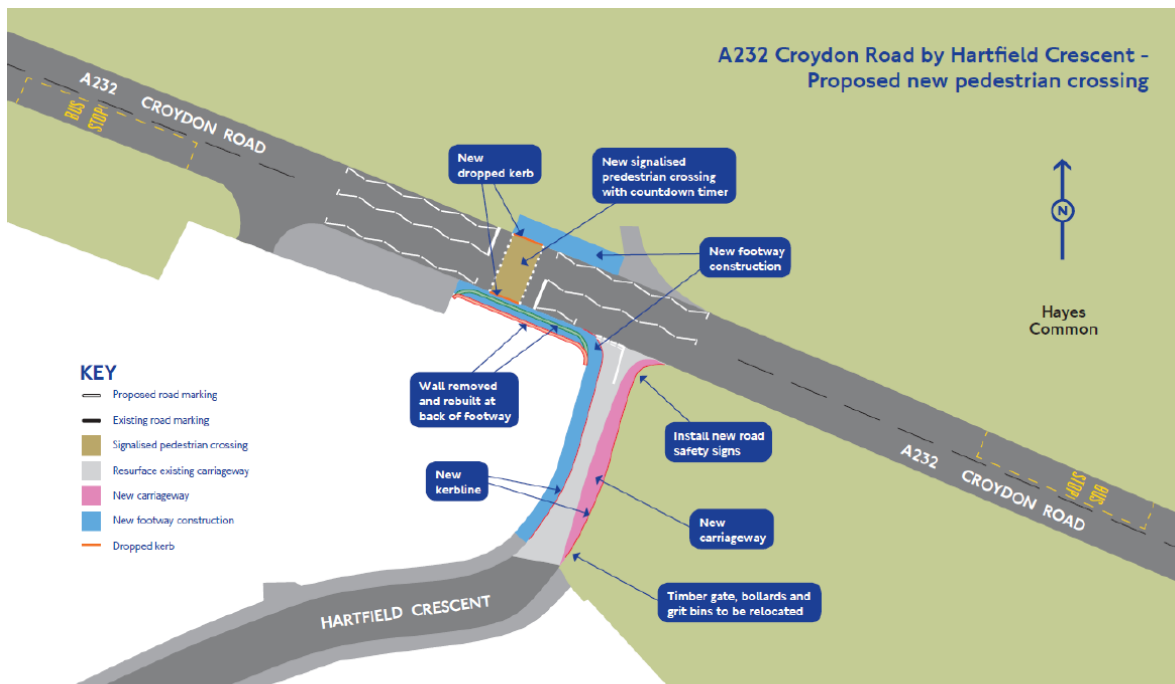 A232 Croydon Road by Hartfield Crescent -
Proposed new pedestrian crossing
A232 CROYDON ROAD
BUS
STOP
New
dropped kerb
New signalised
predestrian crossing
with countdown timer
New footway
construction
N
Hayes
Common
KEY
Proposed road marking
Existing road marking
Signalised pedestrian crossing
Resurface existing carriageway
New carriageway
New footway construction
Dropped kerb
Wall removed
and rebuilt at
back of footway
Install new road
safety signs
New
kerbline
New
carriageway
BUS
STOP
A232 CROYDON ROAD
Timber gate, bollards and
grit bins to be relocated
HARTFIELD CRESCENT